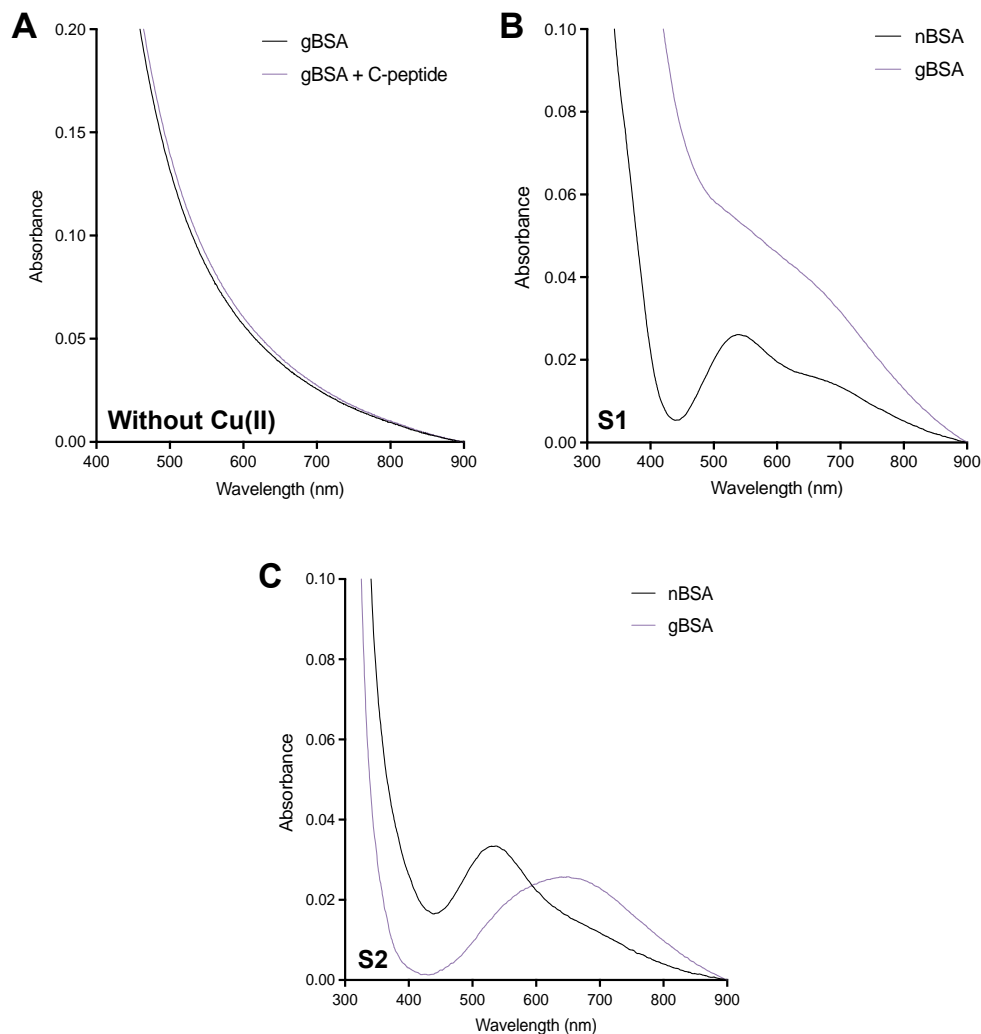 A
gBSA
gBSA + C-peptide
Absorbance
0.20
0.15
0.10
0.05
0.00
Without Cu(II)
400 500 600 700 800 900
Wavelength (nm)
B
nBSA
gBSA
Absorbance
0.10
0.08
0.06
0.04
0.02
0.00
S1
300 400 500 600 700 800 900
Wavelength (nm)
C
nBSA
gBSA
Absorbance
0.10
0.08
0.06
0.04
0.02
0.00
S2
300 400 500 600 700 800 900
Wavelength (nm)